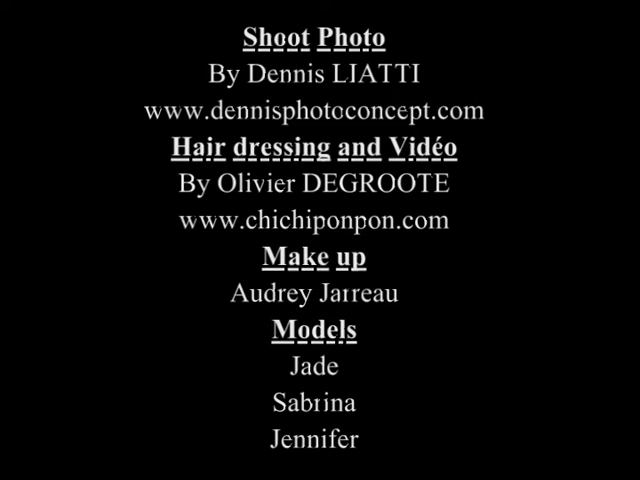 Shoot Photo
By Dennis LIATTI
www.dennisphotoconcept.com
Hair dressing and Vidéo
By Olivier DEGROOTE
www.chichiponpon.com
Make up
Audrey Jarreau
Models
Jade
Sabrina
Jennifer